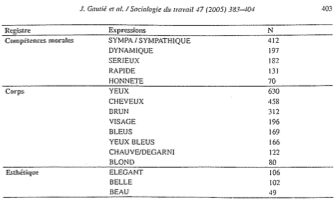 J. Gautié et al. / Sociologie du travail 47 (2005) 383–404 403
Registre Expressions N
Compétences morales SYMPA / SYMPATHIQUE 412
DYNAMIQUE 197
SERIEUX 182
RAPIDE 131
HONNETE 70
Corps YEUX 630
CHEVEUX 458
BRUN 312
VISAGE 196
BLEUS 169
YEUX BLEUS 166
CHAUVE/DEGARNI 122
BLOND 80
Esthétique ELEGANT 106
BELLE 102
BEAU 49